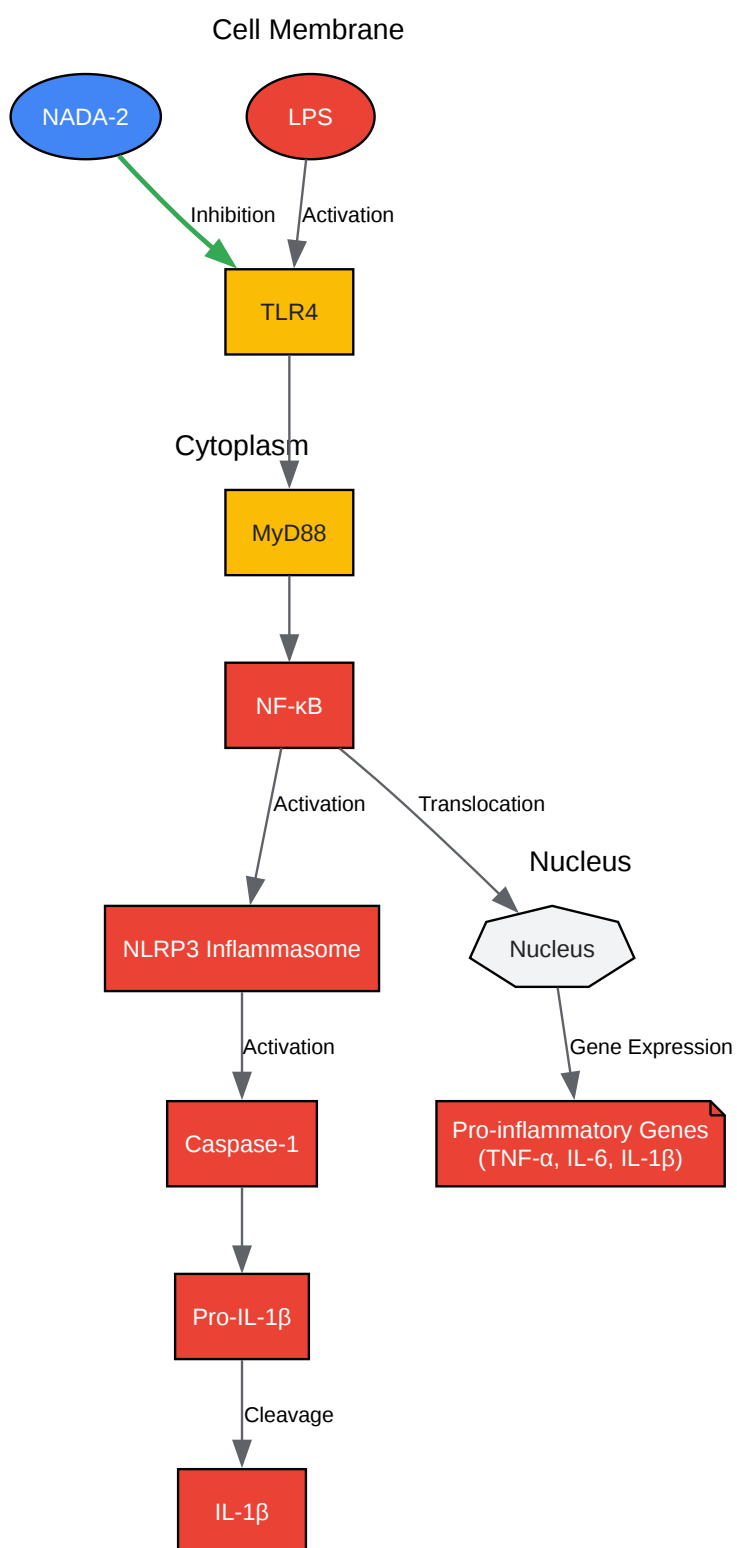 Cell Membrane
NADA-2
LPS
Inhibition
Activation
TLR4
Cytoplasm
MyD88
NF-κB
Activation
Translocation
Nucleus
NLRP3 Inflammasome
Nucleus
Activation
Gene Expression
Caspase-1
Pro-inflammatory Genes
(TNF-α, IL-6, IL-1β)
Pro-IL-1β
Cleavage
IL-1β